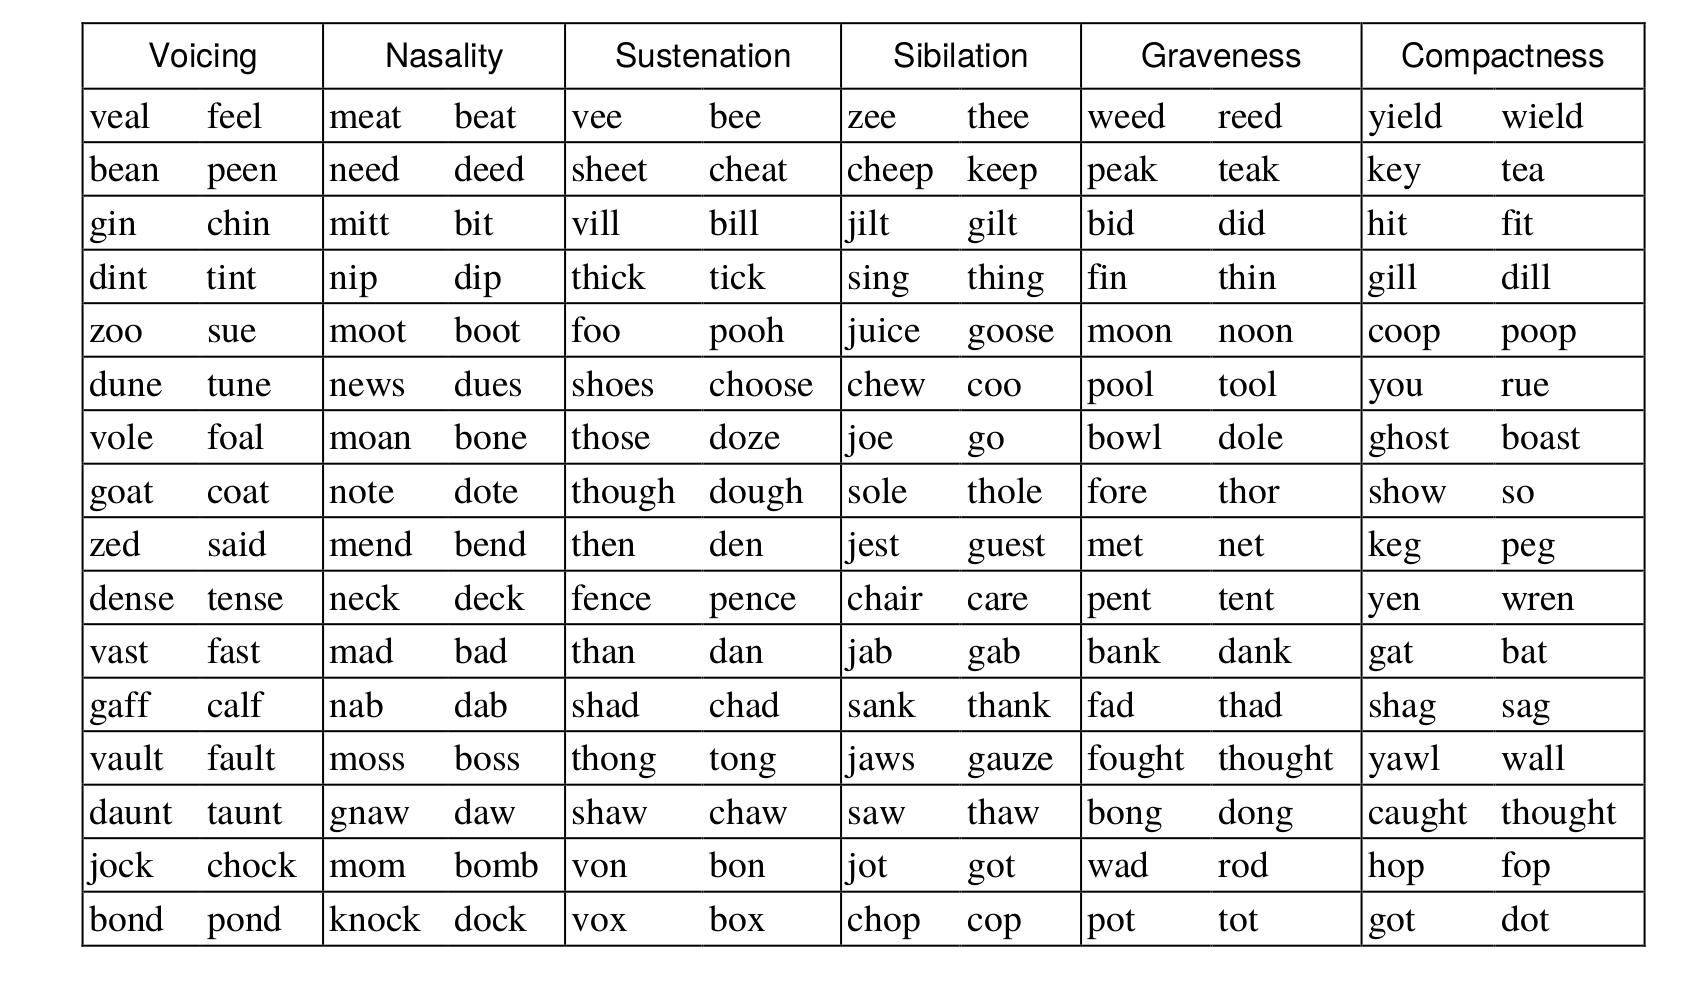 Voicing Nasality Sustenation Sibilation Graveness Compactness
veal feel meat beat vee bee zee thee weed reed yield wield
bean peen need deed sheet cheat cheep keep peak teak key tea
gin chin mitt bit vill bill jilt gilt bid did hit fit
dint tint nip dip thick tick sing thing fin thin gill dill
zoo sue moot boot foo pooh juice goose moon noon coop poop
dune tune news dues shoes choose chew coo pool tool you rue
vole foal moan bone those doze joe go bowl dole ghost boast
goat coat note dote though dough sole thole fore thor show so
zed said mend bend then den jest guest met net keg peg
dense tense neck deck fence pence chair care pent tent yen wren
vast fast mad bad than dan jab gab bank dank gat bat
gaff calf nab dab shad chad sank thank fad thad shag sag
vault fault moss boss thong tong jaws gauze fought thought yawl wall
daunt taunt gnaw daw shaw chaw saw thaw bong dong caught thought
jock chock mom bomb von bon jot got wad rod hop fop
bond pond knock dock vox box chop cop pot tot got dot